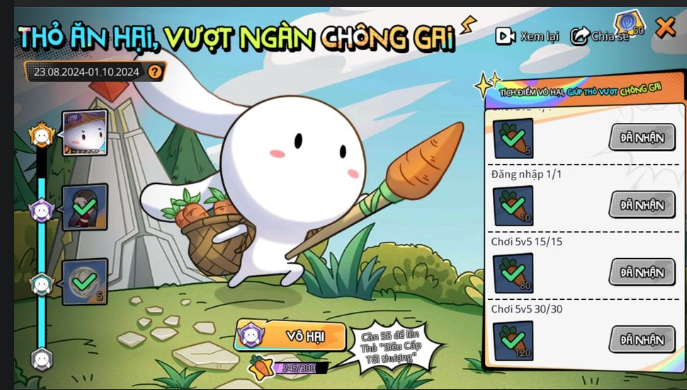 THỎ ĂN HẠI, VƯỢT NGÀN CHÔNG GAI
Xem lại
Chia sẻ
23.08.2024-01.10.2024 ?
TÍCH ĐIỂM VÔ HẠI, GIÚP THỎ VƯỢT CHÔNG GAI
5
ĐÃ NHẬN
Đăng nhập 1/1
10
ĐÃ NHẬN
Chơi 5v5 15/15
80
ĐÃ NHẬN
Chơi 5v5 30/30
120
ĐÃ NHẬN
5
VÔ HẠI
245/300
Cần 55 để lên
Thỏ "Siêu Cấp
Tối thượng"